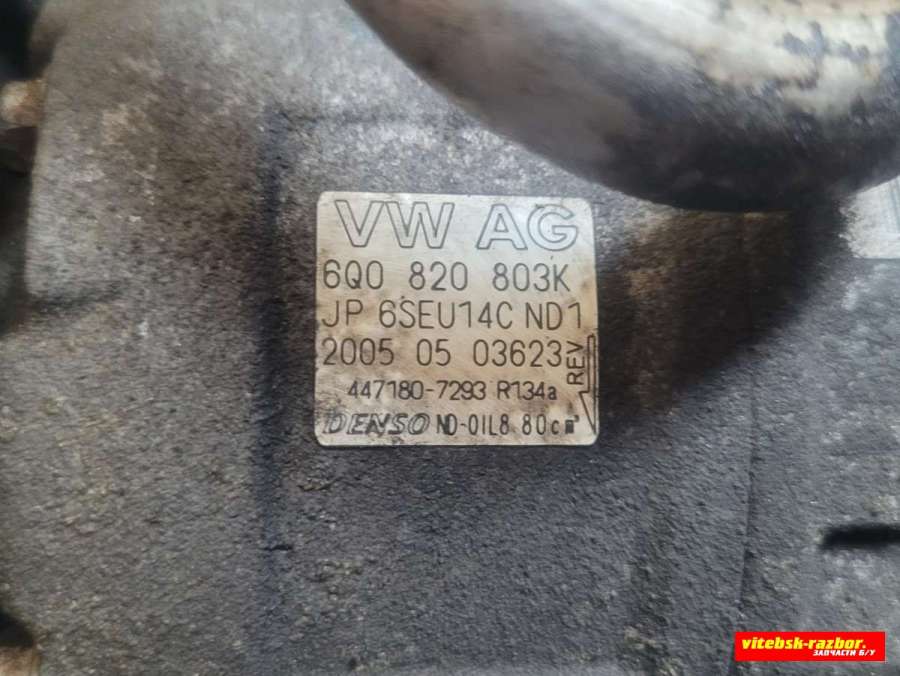 VW AG
6Q0 820 803K
JP 6SEU14C ND1
2005 05 03623
REV
447180-7293 R134a
DENSO ND-OIL8 80cm³
vitebsk-razbor.
ЗАПЧАСТИ Б/У